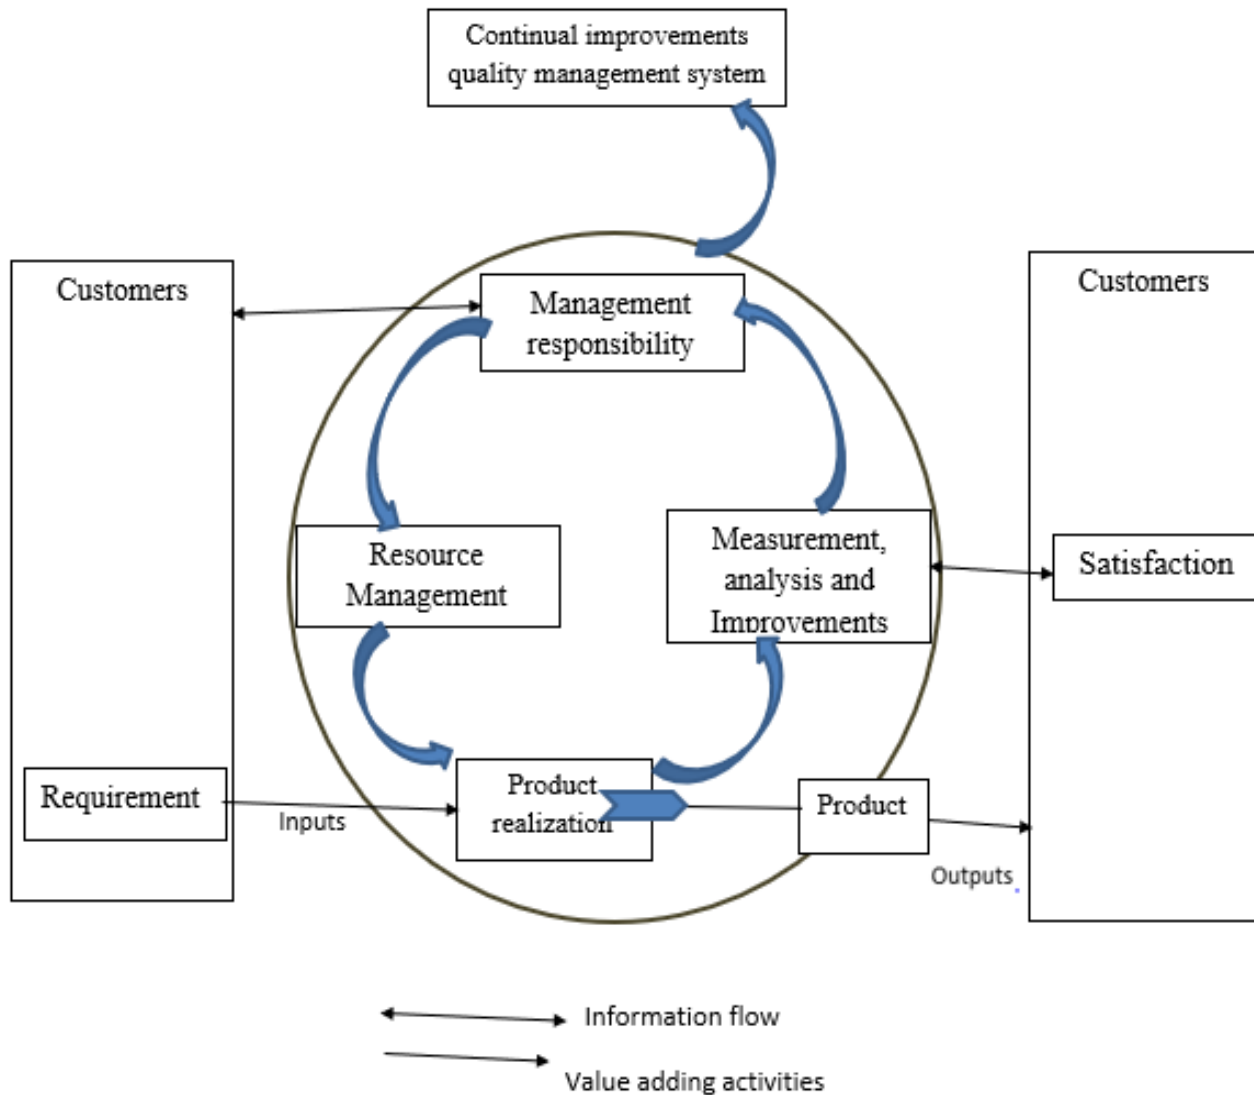 Continual improvements
quality management system
Customers
Management
responsibility
Customers
Resource
Management
Measurement,
analysis and
Improvements
Satisfaction
Requirement
Inputs
Product
realization
Product
Outputs
Information flow
Value adding activities